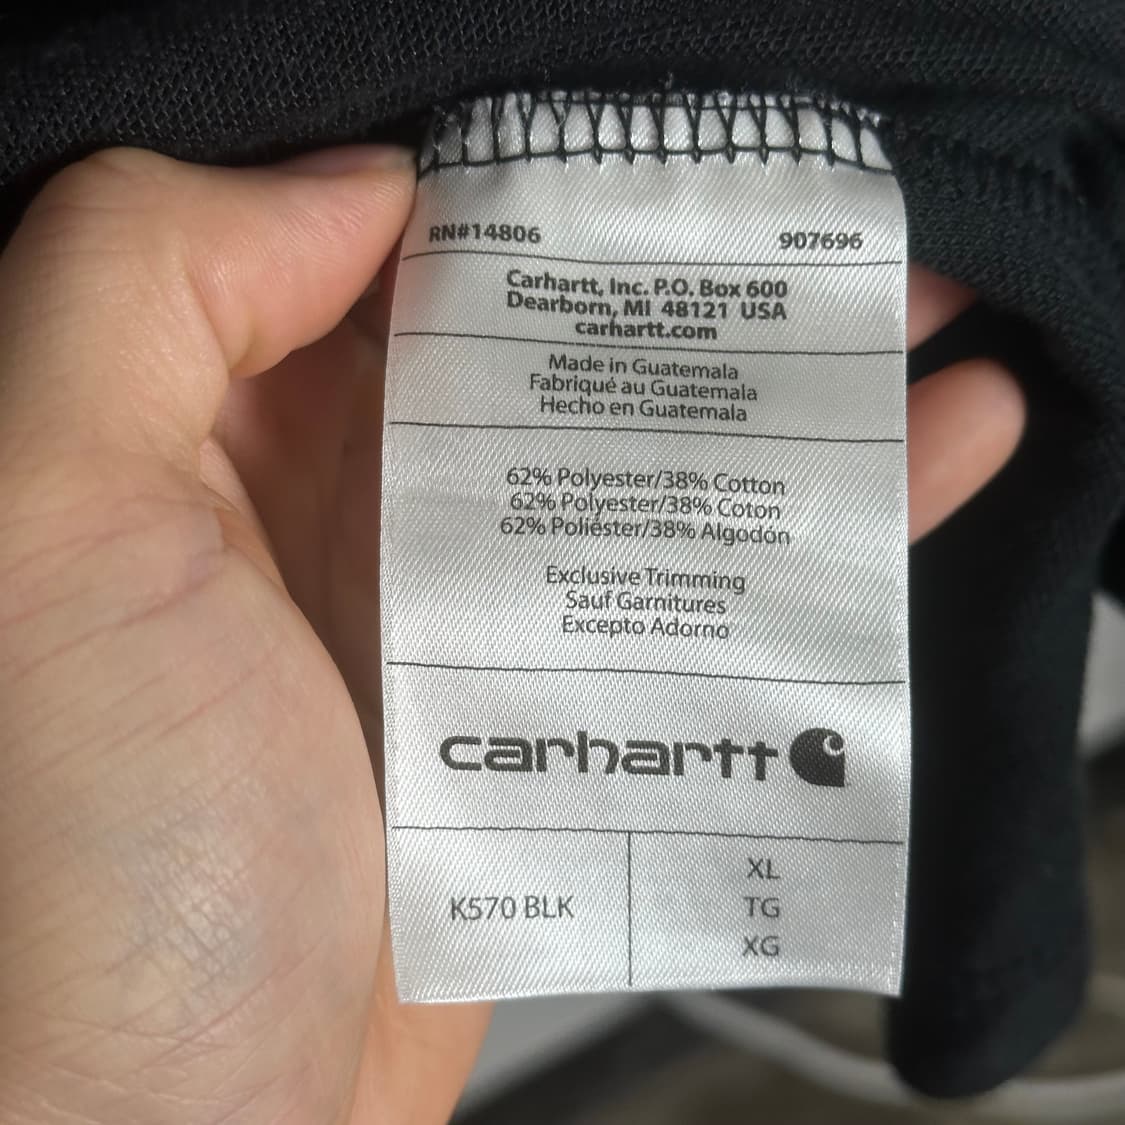 RN#14806 907696
Carhartt, Inc. P.O. Box 600
Dearborn, MI 48121 USA
carhartt.com
Made in Guatemala
Fabriqué au Guatemala
Hecho en Guatemala
62% Polyester/38% Cotton
62% Polyester/38% Coton
62% Poliéster/38% Algodón
Exclusive Trimming
Sauf Garnitures
Excepto Adorno
carhartt
K570 BLK
XL
TG
XG